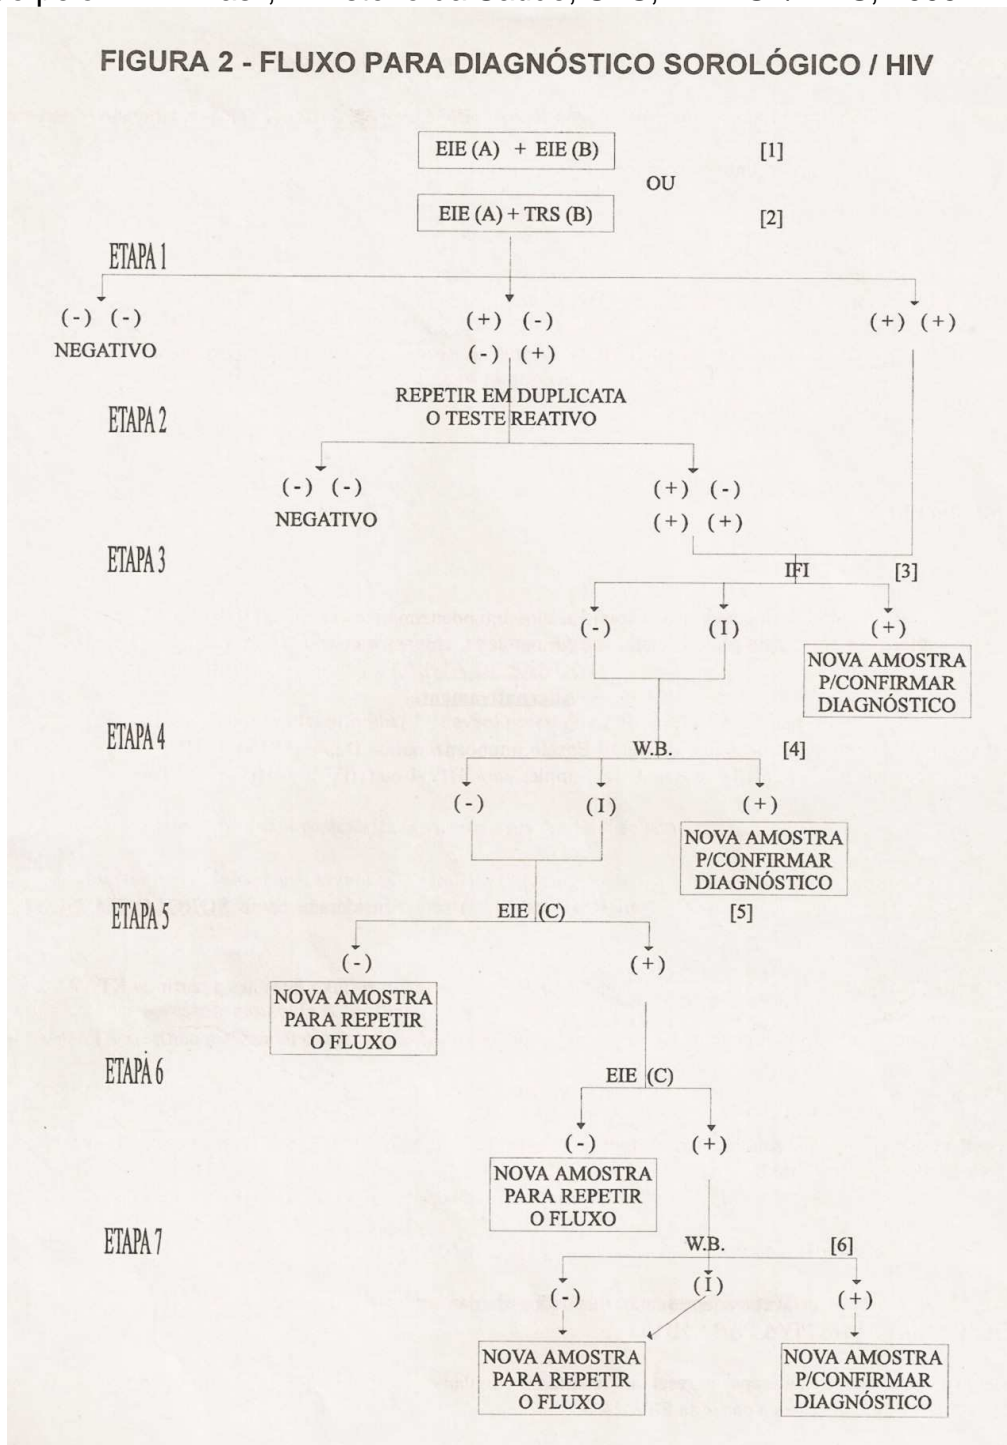 FIGURA 2 - FLUXO PARA DIAGNÓSTICO SOROLÓGICO / HIV
EIE (A) + EIE (B) [1]
OU
EIE (A) + TRS (B) [2]
ETAPA 1
(-) (-) (+) (-) (+) (+)
NEGATIVO (-) (+)
REPETIR EM DUPLICATA
O TESTE REATIVO
ETAPA 2
(-) (-) (+) (-)
NEGATIVO (+) (+)
ETAPA 3
IFI [3]
(-) (I) (+)
NOVA AMOSTRA
P/CONFIRMAR
DIAGNÓSTICO
ETAPA 4
W.B. [4]
(-) (I) (+)
NOVA AMOSTRA
P/CONFIRMAR
DIAGNÓSTICO
ETAPA 5
EIE (C) [5]
(-) (+)
NOVA AMOSTRA
PARA REPETIR
O FLUXO
ETAPA 6
EIE (C)
(-) (+)
NOVA AMOSTRA
PARA REPETIR
O FLUXO
ETAPA 7
W.B. [6]
(-) (I) (+)
NOVA AMOSTRA
PARA REPETIR
O FLUXO
NOVA AMOSTRA
P/CONFIRMAR
DIAGNÓSTICO